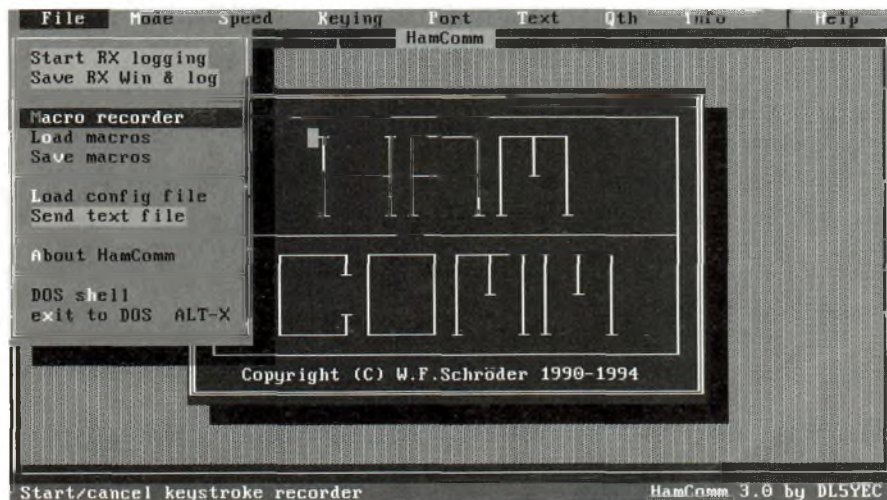 File Mode Speed Keying Port Text Qth Info Help
HamComm
Start RX logging
Save RX Win & log
Macro recorder
Load macros
Save macros
Load config file
Send text file
About HamComm
DOS shell
exit to DOS ALT-X
HAM
COMM
Copyright (C) W.F.Schröder 1990-1994
Start/cancel keystroke recorder HamComm 3.0 by DL5YEC